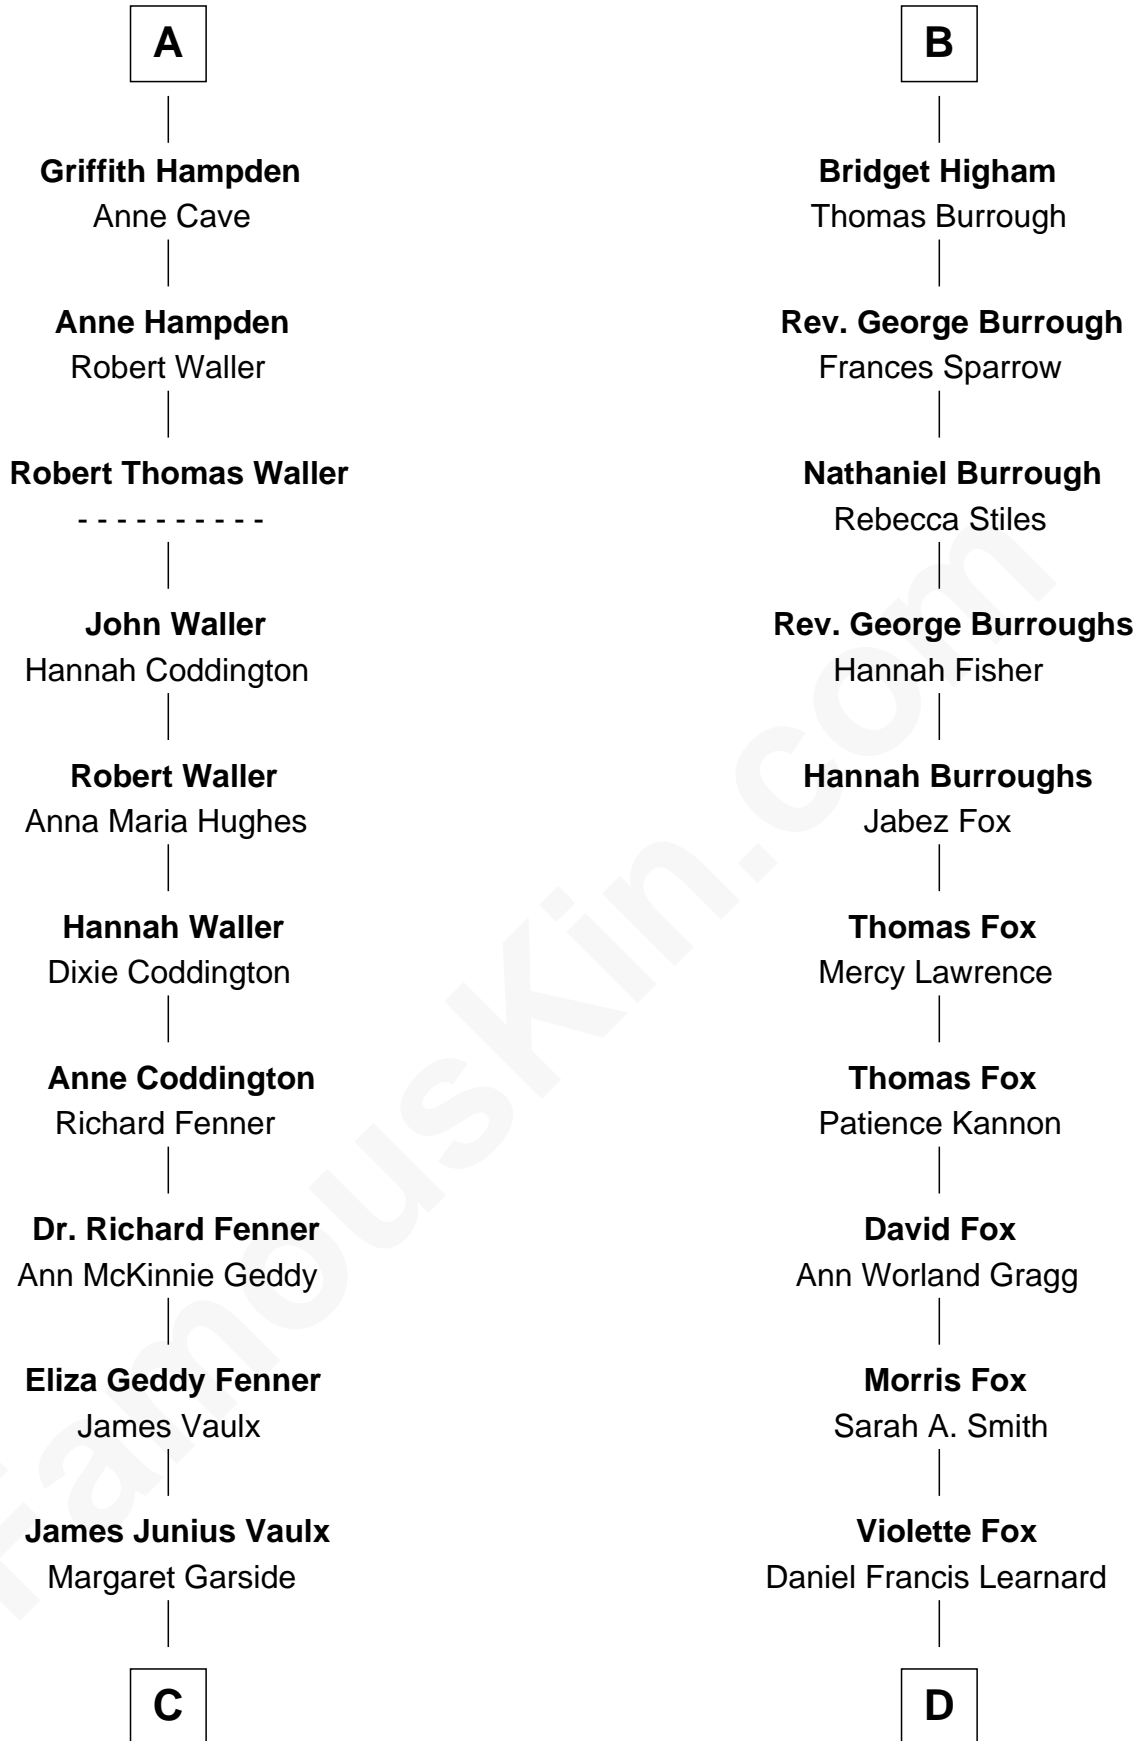 A
Griffith Hampden
Anne Cave
Anne Hampden
Robert Waller
Robert Thomas Waller
- - - - - - - - - -
John Waller
Hannah Coddington
Robert Waller
Anna Maria Hughes
Hannah Waller
Dixie Coddington
Anne Coddington
Richard Fenner
Dr. Richard Fenner
Ann McKinnie Geddy
Eliza Geddy Fenner
James Vaulx
James Junius Vaulx
Margaret Garside
C
B
Bridget Higham
Thomas Burrough
Rev. George Burrough
Frances Sparrow
Nathaniel Burrough
Rebecca Stiles
Rev. George Burroughs
Hannah Fisher
Hannah Burroughs
Jabez Fox
Thomas Fox
Mercy Lawrence
Thomas Fox
Patience Kannon
David Fox
Ann Worland Gragg
Morris Fox
Sarah A. Smith
Violette Fox
Daniel Francis Learnard
D
FamousKin.com